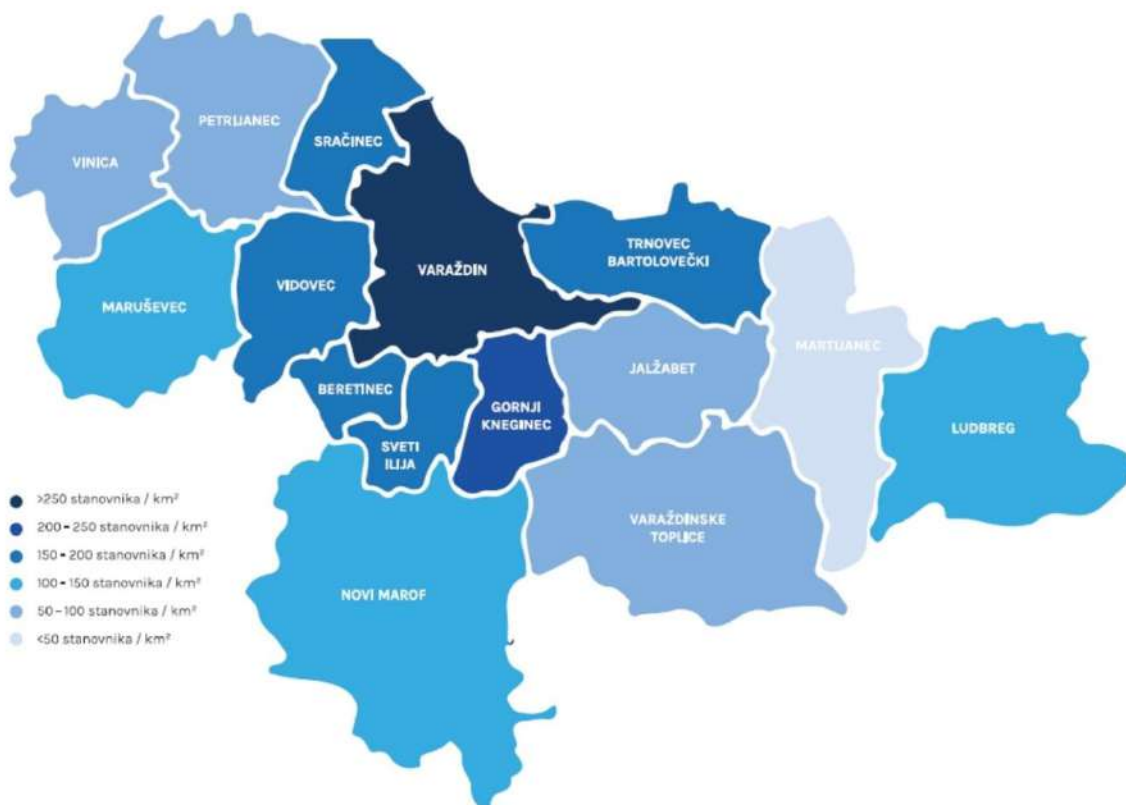 PETRIJANEC
VINICA
SRAČINEC
MARUŠEVEC
VIDOVEC
VARAŽDIN
TRNOVEC
BARTOLOVEČKI
MARTIJANEC
JALŽABET
BERETINEC
SVETI
ILIJA
GORNJI
KNEGINEC
LUDBREG
VARAŽDINSKE
TOPLICE
NOVI MAROF
>250 stanovnika / km²
200-250 stanovnika / km²
150-200 stanovnika / km²
100-150 stanovnika / km²
50-100 stanovnika / km²
<50 stanovnika / km²